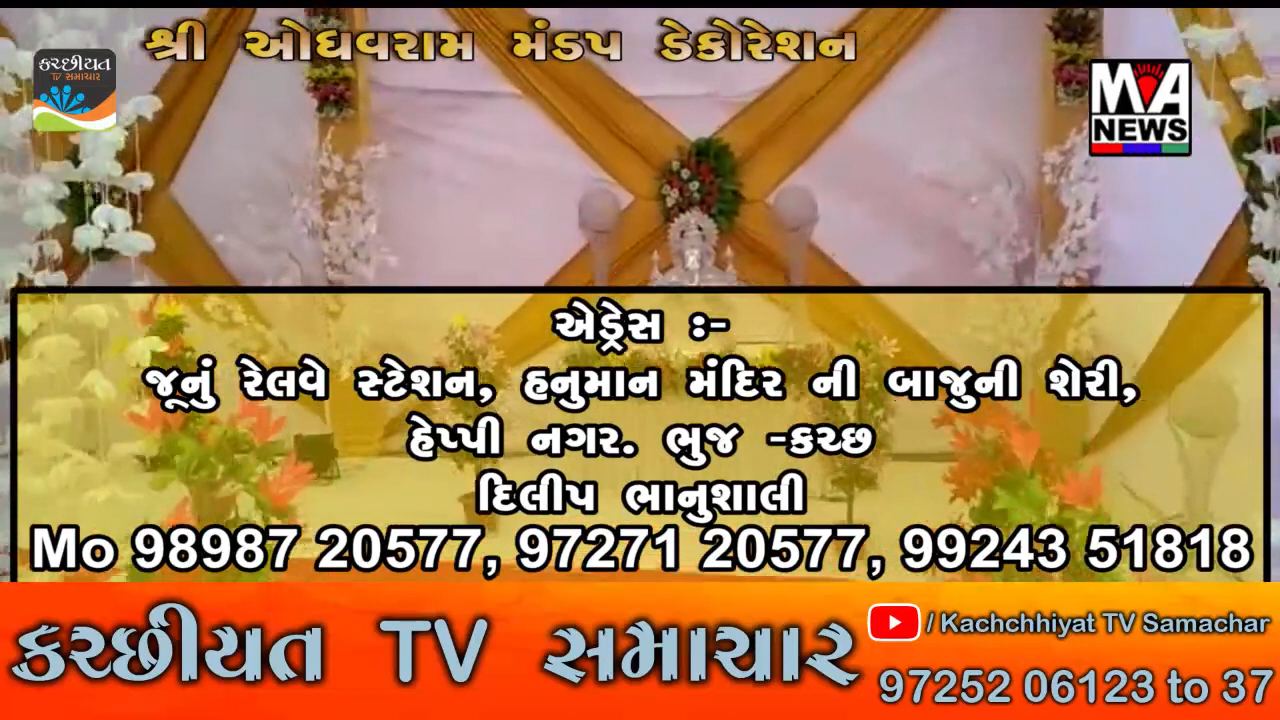 શ્રી ઓધવરામ મંડપ ડેકોરેશન
કચ્છીયત
TV સમાચાર
MVA
NEWS
એડ્રેસ :-
જૂનું રેલવે સ્ટેશન, હનુમાન મંદિર ની બાજુની શેરી,
હેપ્પી નગર. ભુજ -કચ્છ
દિલીપ ભાનુશાલી
Mo 98987 20577, 97271 20577, 99243 51818
કચ્છીયત TV સમાચાર
/ Kachchhiyat TV Samachar
97252 06123 to 37